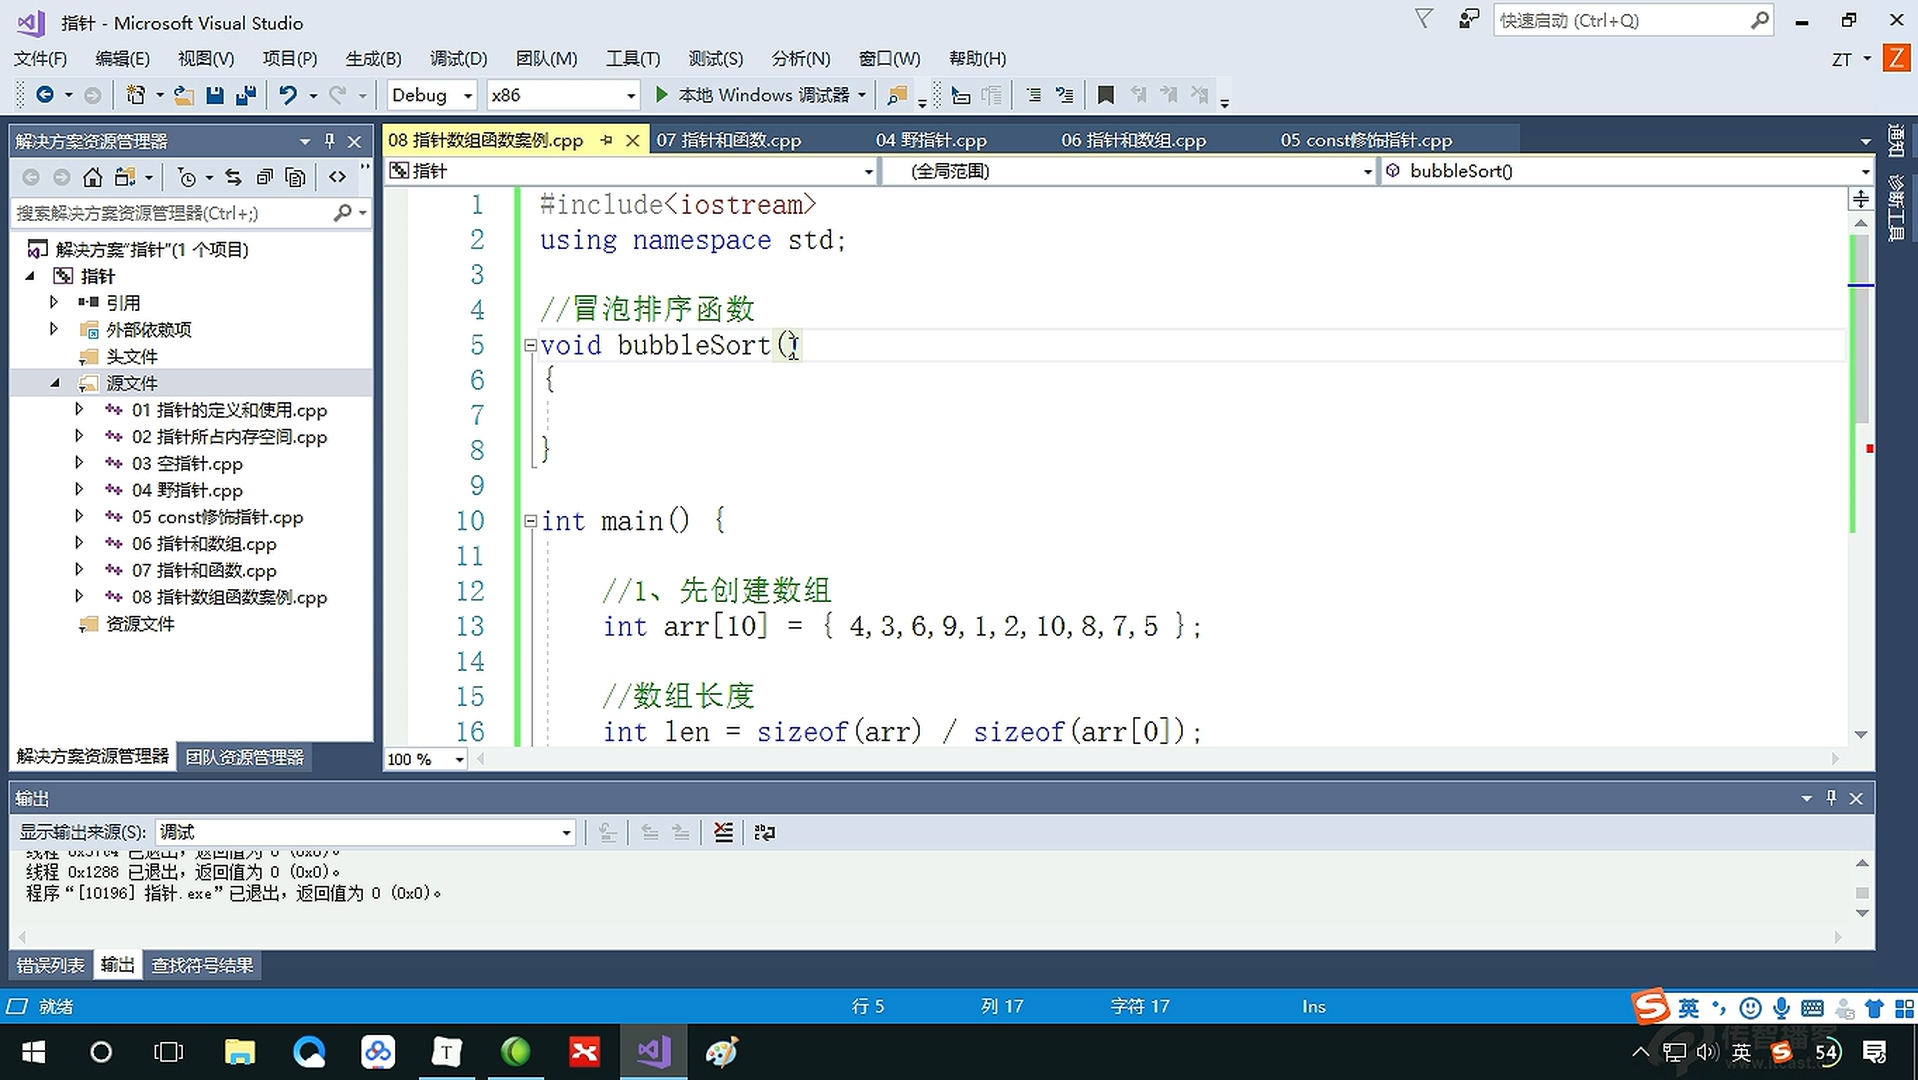 指针 - Microsoft Visual Studio
快速启动 (Ctrl+Q)
文件(F) 编辑(E) 视图(V) 项目(P) 生成(B) 调试(D) 团队(M) 工具(T) 测试(S) 分析(N) 窗口(W) 帮助(H)
ZT
Z
Debug x86 本地 Windows 调试器
解决方案资源管理器
08 指针数组函数案例.cpp 07 指针和函数.cpp 04 野指针.cpp 06 指针和数组.cpp 05 const修饰指针.cpp
通知
诊断工具
指针 (全局范围) bubbleSort()
搜索解决方案资源管理器(Ctrl+;)
解决方案"指针"(1 个项目)
指针
引用
外部依赖项
头文件
源文件
01 指针的定义和使用.cpp
02 指针所占内存空间.cpp
03 空指针.cpp
04 野指针.cpp
05 const修饰指针.cpp
06 指针和数组.cpp
07 指针和函数.cpp
08 指针数组函数案例.cpp
资源文件
解决方案资源管理器 团队资源管理器
1 #include<iostream>
2 using namespace std;
3
4 //冒泡排序函数
5 void bubbleSort()
6 {
7
8 }
9
10 int main() {
11
12 //1、先创建数组
13 int arr[10] = { 4,3,6,9,1,2,10,8,7,5 };
14
15 //数组长度
16 int len = sizeof(arr) / sizeof(arr[0]);
100 %
输出
显示输出来源(S): 调试
线程 0x1288 已退出，返回值为 0 (0x0)。
程序“[10196] 指针.exe”已退出，返回值为 0 (0x0)。
错误列表 输出 查找符号结果
就绪 行 5 列 17 字符 17 Ins
英
英 54
传智播客